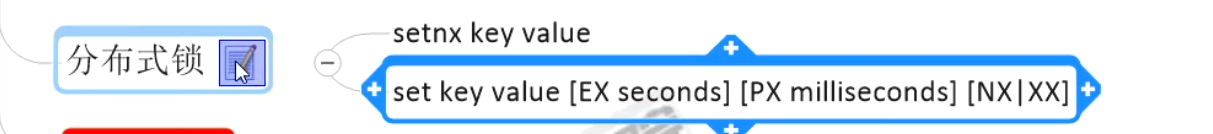 分布式锁
setnx key value
set key value [EX seconds] [PX milliseconds] [NX|XX]